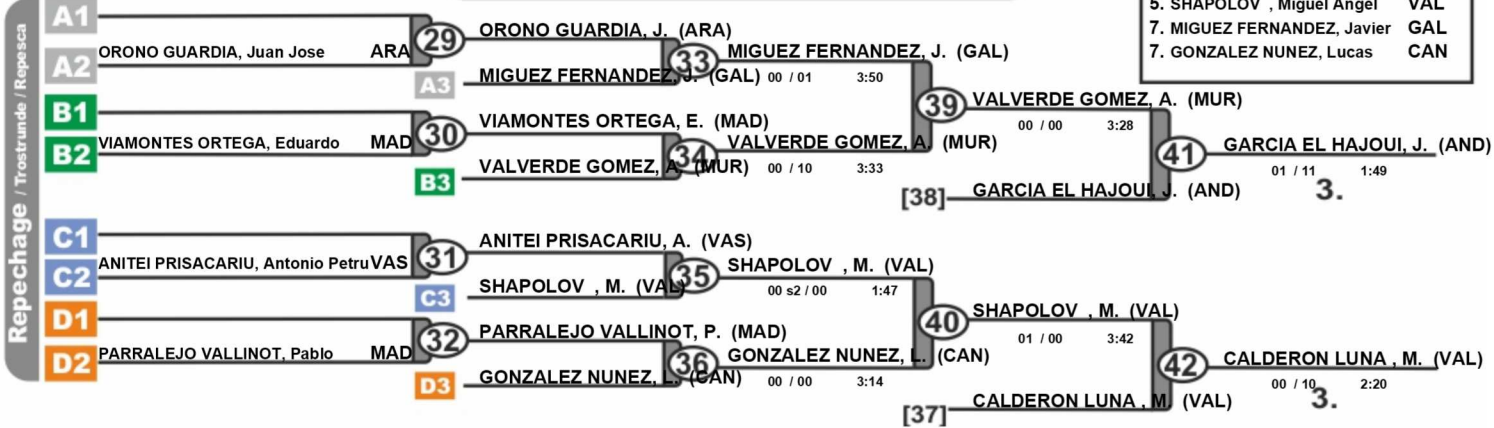 5. SHAPOLOV , Miguel Angel VAL
7. MIGUEZ FERNANDEZ, Javier GAL
7. GONZALEZ NUNEZ, Lucas CAN
Repechage / Trostrunde / Repesca
A1
ORONO GUARDIA, Juan Jose ARA
A2
29
ORONO GUARDIA, J. (ARA)
A3
MIGUEZ FERNANDEZ, J. (GAL)
33
MIGUEZ FERNANDEZ, J. (GAL)
00 / 01 3:50
B1
VIAMONTES ORTEGA, Eduardo MAD
B2
30
VIAMONTES ORTEGA, E. (MAD)
B3
VALVERDE GOMEZ, A. (MUR)
34
VALVERDE GOMEZ, A. (MUR)
00 / 10 3:33
39
VALVERDE GOMEZ, A. (MUR)
00 / 00 3:28
[38]
GARCIA EL HAJOUI, J. (AND)
41
GARCIA EL HAJOUI, J. (AND)
01 / 11 1:49
3.
C1
ANITEI PRISACARIU, Antonio Petru VAS
C2
31
ANITEI PRISACARIU, A. (VAS)
C3
SHAPOLOV , M. (VAL)
35
SHAPOLOV , M. (VAL)
00 s2 / 00 1:47
D1
PARRALEJO VALLINOT, Pablo MAD
D2
32
PARRALEJO VALLINOT, P. (MAD)
D3
GONZALEZ NUNEZ, L. (CAN)
36
GONZALEZ NUNEZ, L. (CAN)
00 / 00 3:14
40
SHAPOLOV , M. (VAL)
01 / 00 3:42
[37]
CALDERON LUNA , M. (VAL)
42
CALDERON LUNA , M. (VAL)
00 / 10 2:20
3.